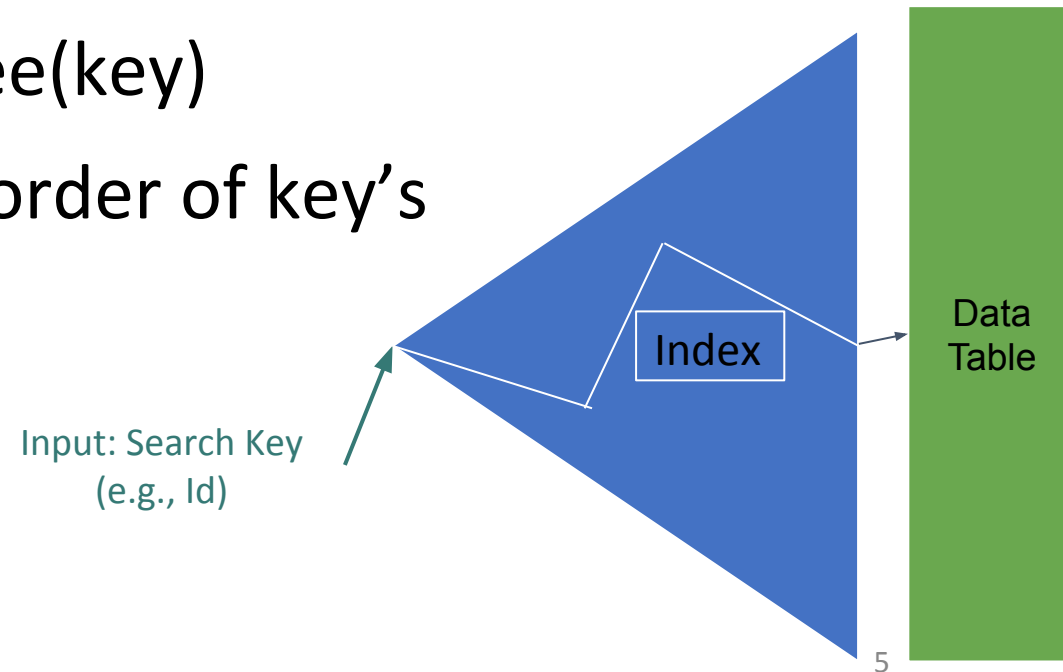 ee(key)
order of key's
Index
Data
Table
Input: Search Key
(e.g., Id)
5